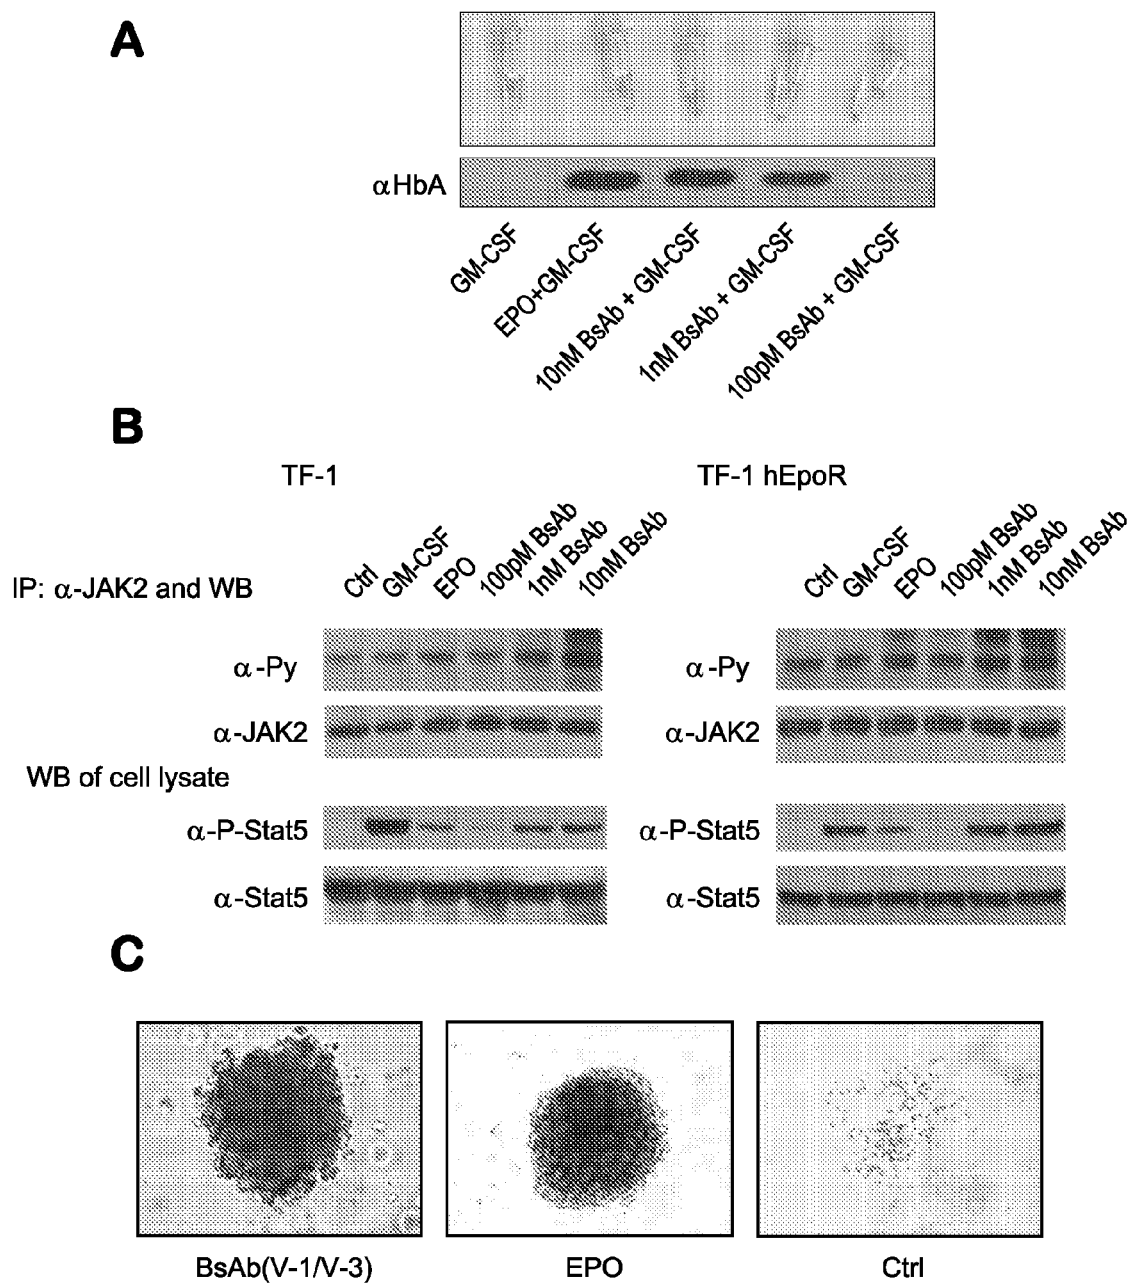 A
αHbA
GM-CSF
EPO+GM-CSF
10nM BsAb + GM-CSF
1nM BsAb + GM-CSF
100pM BsAb + GM-CSF
B
TF-1
TF-1 hEpoR
IP: α-JAK2 and WB
Ctrl
GM-CSF
EPO
100pM BsAb
1nM BsAb
10nM BsAb
Ctrl
GM-CSF
EPO
100pM BsAb
1nM BsAb
10nM BsAb
α-Py
α-Py
α-JAK2
α-JAK2
WB of cell lysate
α-P-Stat5
α-P-Stat5
α-Stat5
α-Stat5
C
BsAb(V-1/V-3)
EPO
Ctrl